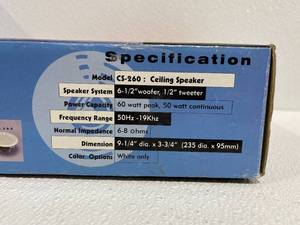 Specification
Model CS-260 : Ceiling Speaker
Speaker System 6-1/2"woofer, 1/2" tweeter
Power Capacity 60 watt peak, 50 watt continuous
Frequency Range 50Hz -19Khz
Normal Impedence 6-8 Ohms
Dimension 9-1/4" dia. x 3-3/4" (235 dia. x 95mm)
Color Options White only